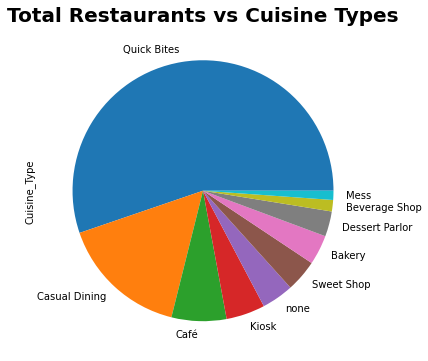 Total Restaurants vs Cuisine Types
Quick Bites
Cuisine_Type
Casual Dining
Café
Kiosk
none
Sweet Shop
Bakery
Dessert Parlor
Beverage Shop
Mess